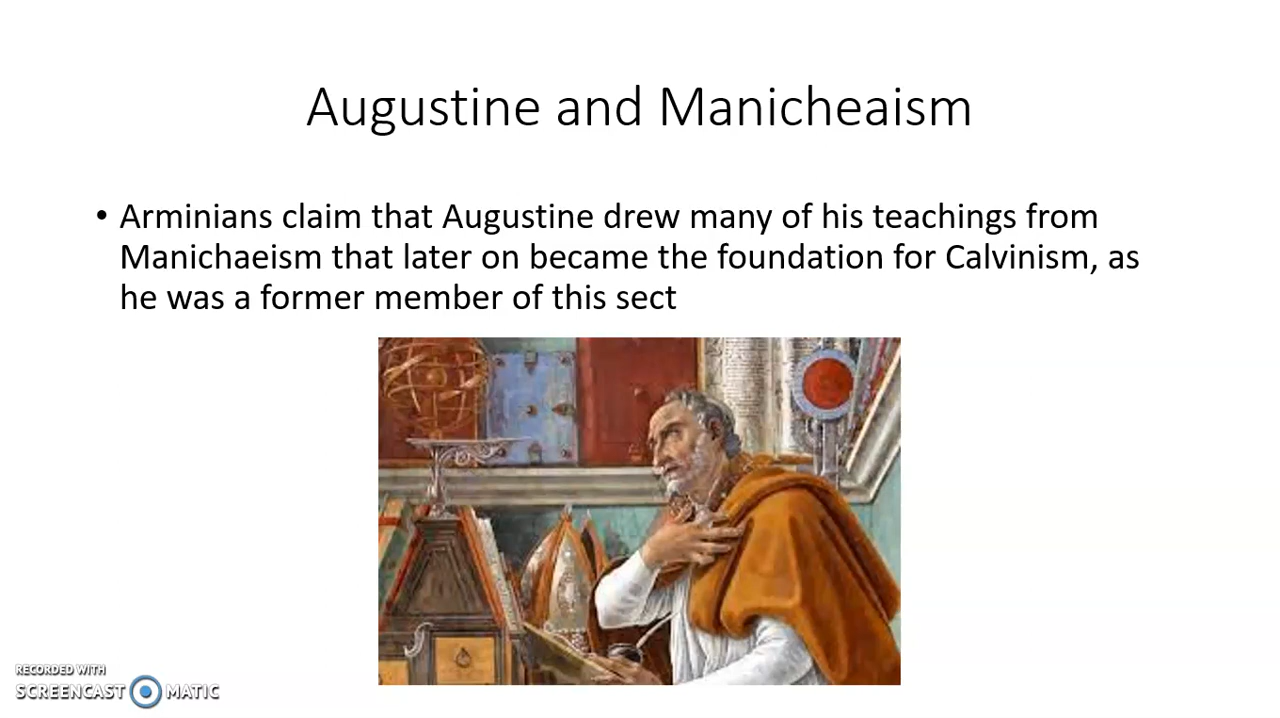 Augustine and Manicheaism
• Arminians claim that Augustine drew many of his teachings from
Manichaeism that later on became the foundation for Calvinism, as
he was a former member of this sect
RECORDED WITH
SCREENCAST MATIC